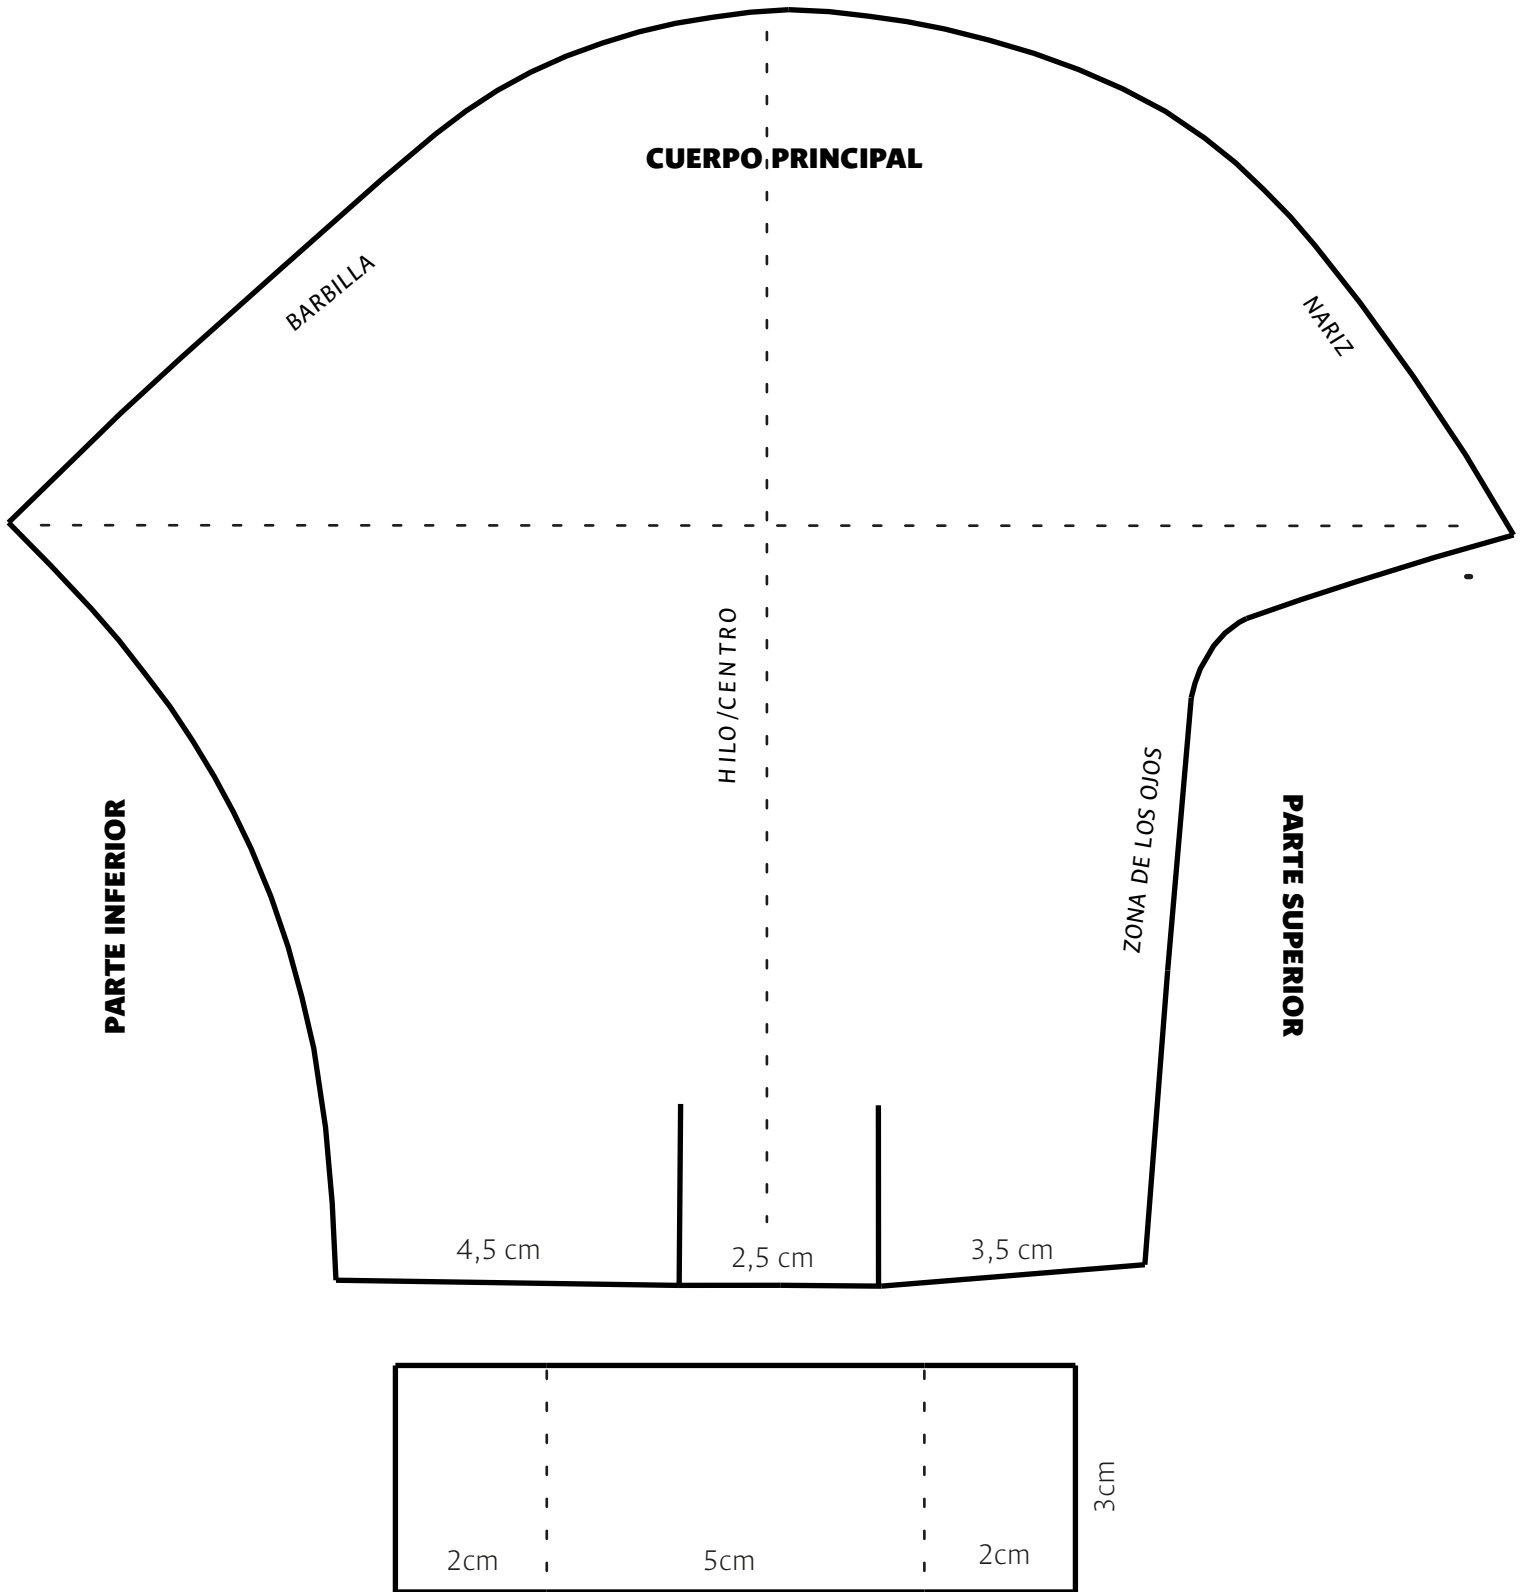 CUERPO PRINCIPAL
BARBILLA
NARIZ
HILO/CENTRO
ZONA DE LOS OJOS
PARTE INFERIOR
PARTE SUPERIOR
4,5 cm
2,5 cm
3,5 cm
3cm
2cm
5cm
2cm